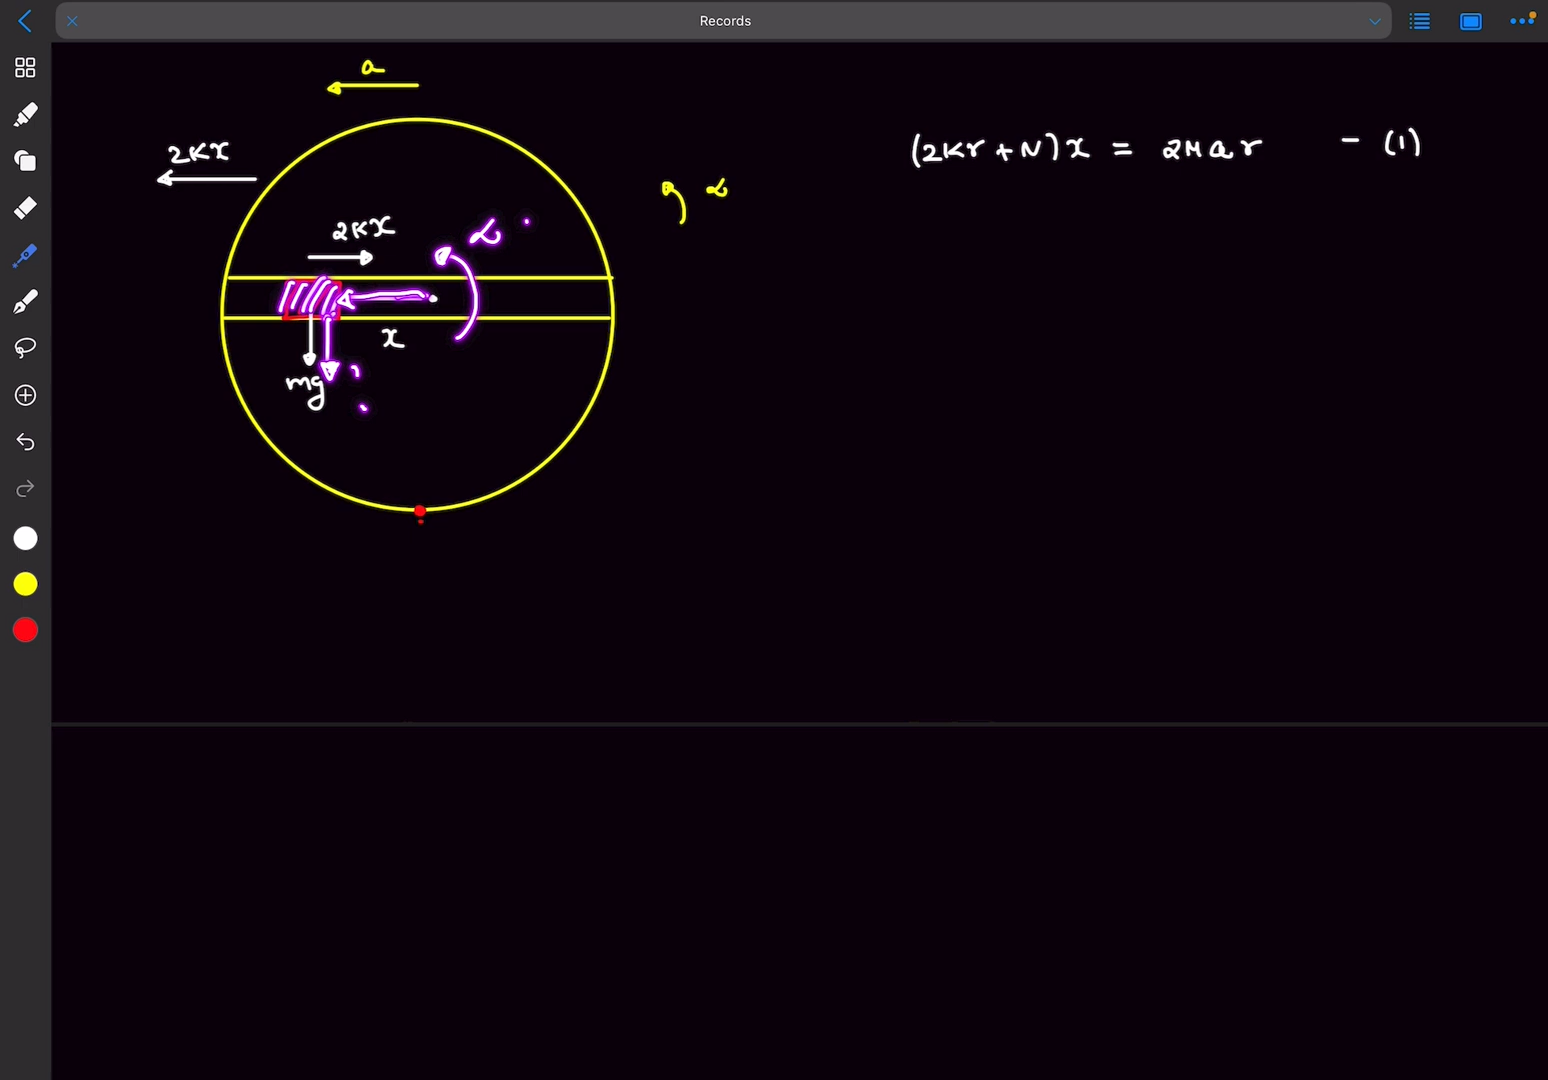 Records
a
2Kx
(2Kr + N)x = 2Mar - (1)
α
2Kx
α
x
mg